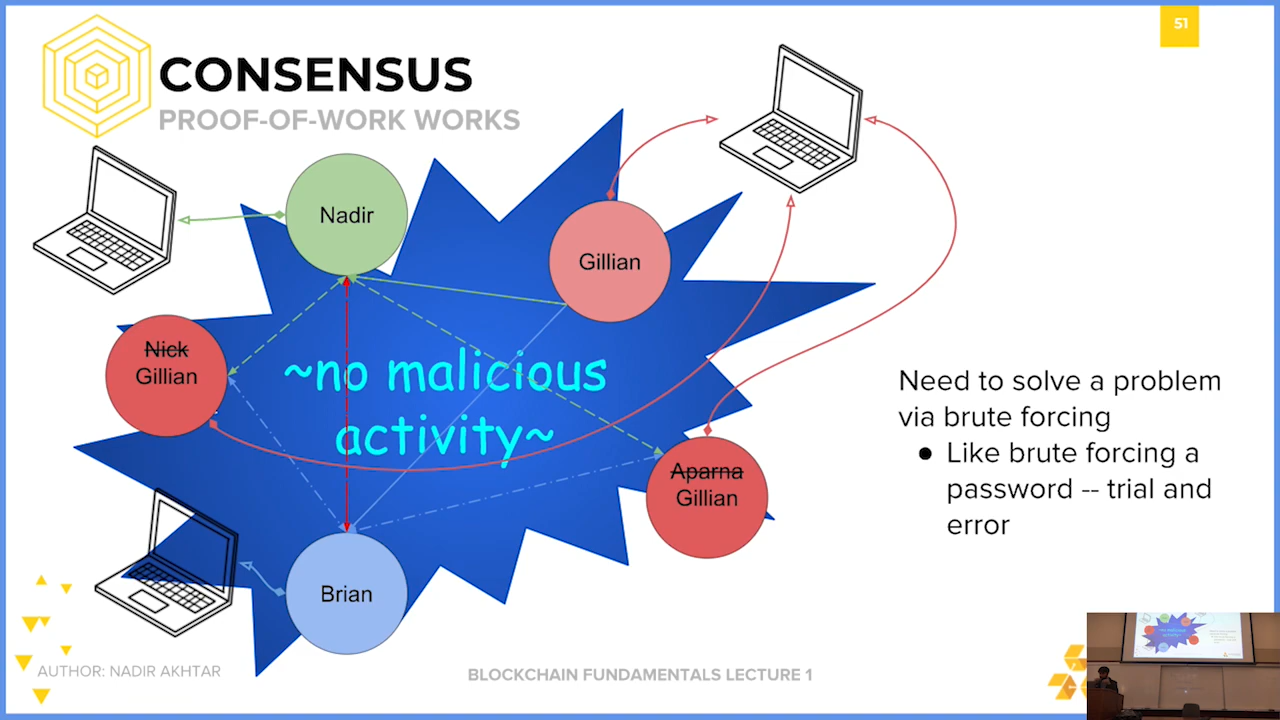 51
CONSENSUS
PROOF-OF-WORK WORKS
Nadir
Gillian
Nick
Gillian
~no malicious
activity~
Aparna
Gillian
Brian
Need to solve a problem
via brute forcing
● Like brute forcing a
password -- trial and
error
AUTHOR: NADIR AKHTAR
BLOCKCHAIN FUNDAMENTALS LECTURE 1